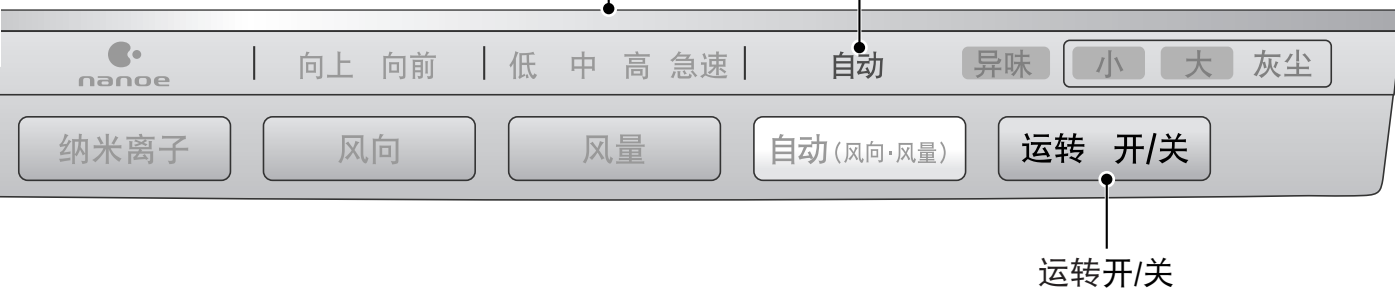 nanoe 向上 向前 低 中 高 急速 自动 异味 小 大 灰尘
纳米离子 风向 风量 自动(风向·风量) 运转 开/关
运转开/关